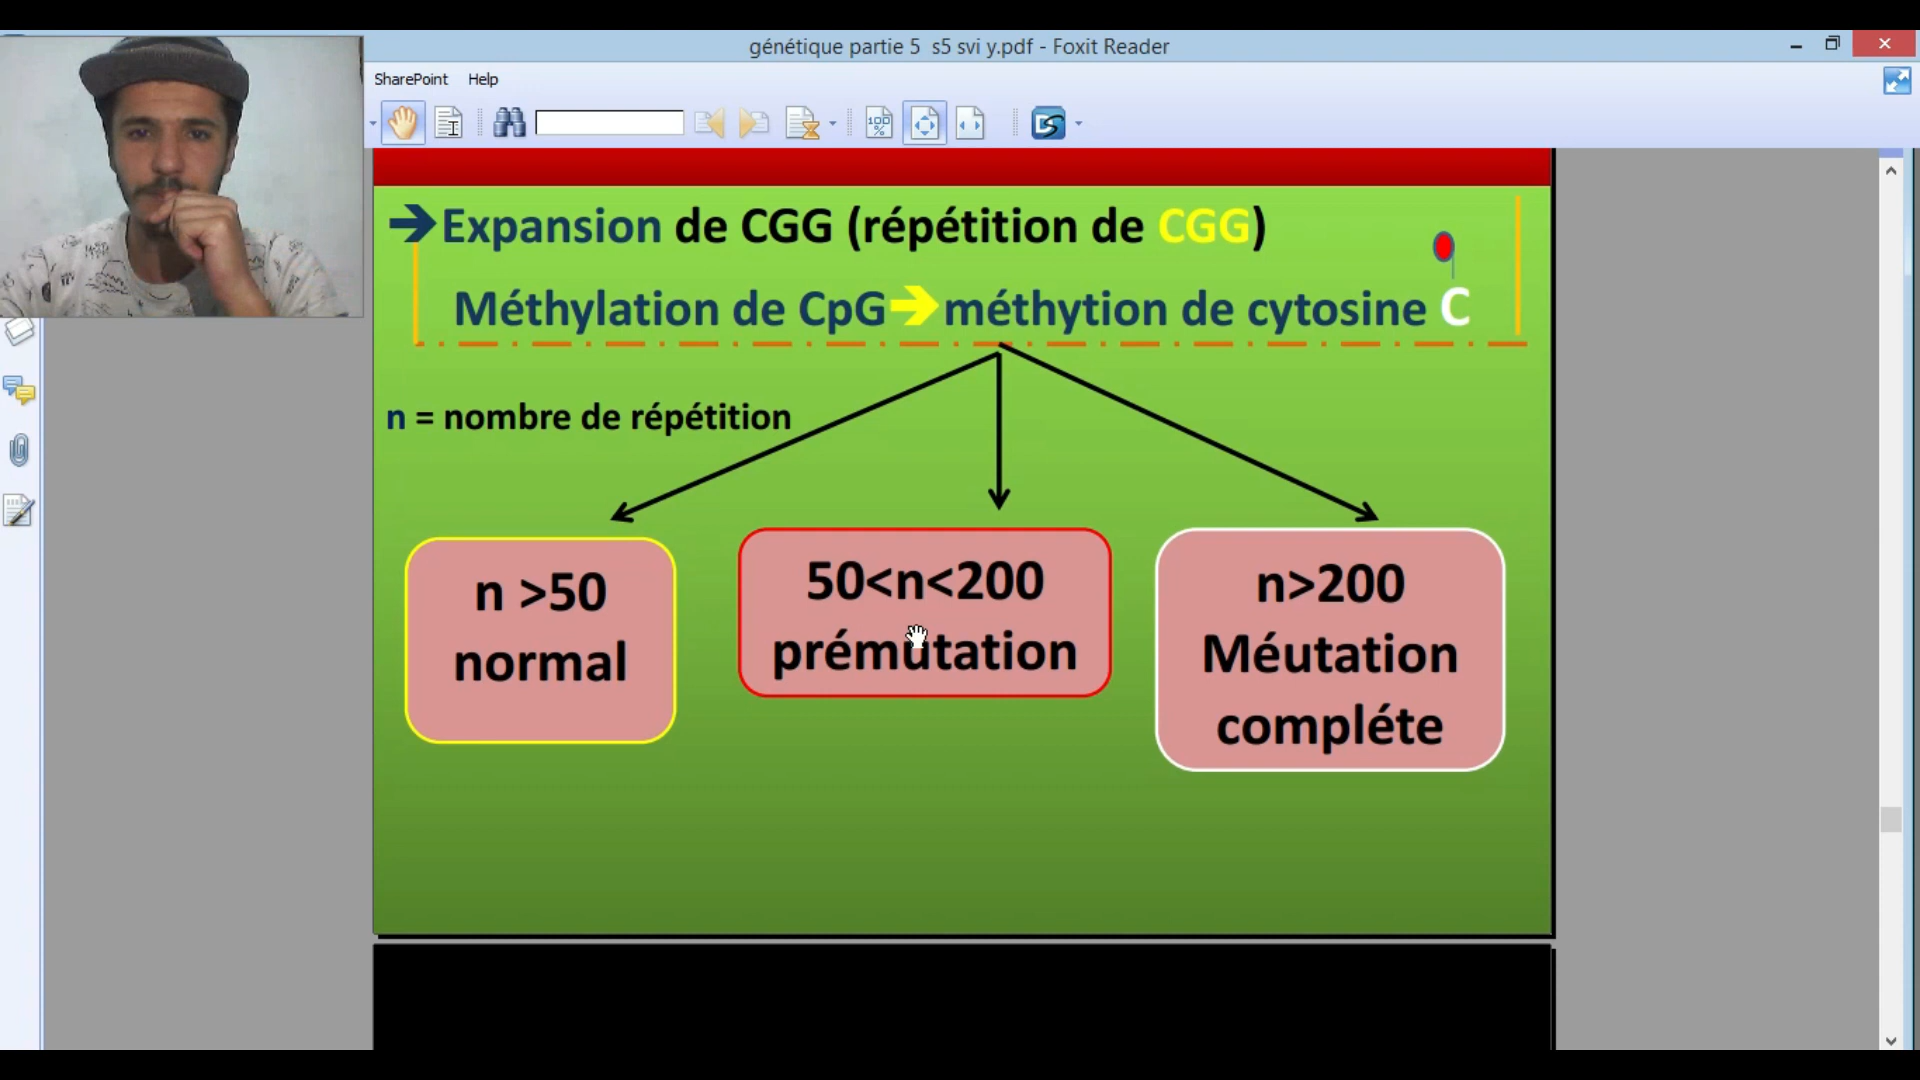 génétique partie 5 s5 svi y.pdf - Foxit Reader
SharePoint Help
100 %
➔Expansion de CGG (répétition de CGG)
Méthylation de CpG➔méthytion de cytosine C
n = nombre de répétition
n >50
normal
50<n<200
prémutation
n>200
Méutation
compléte